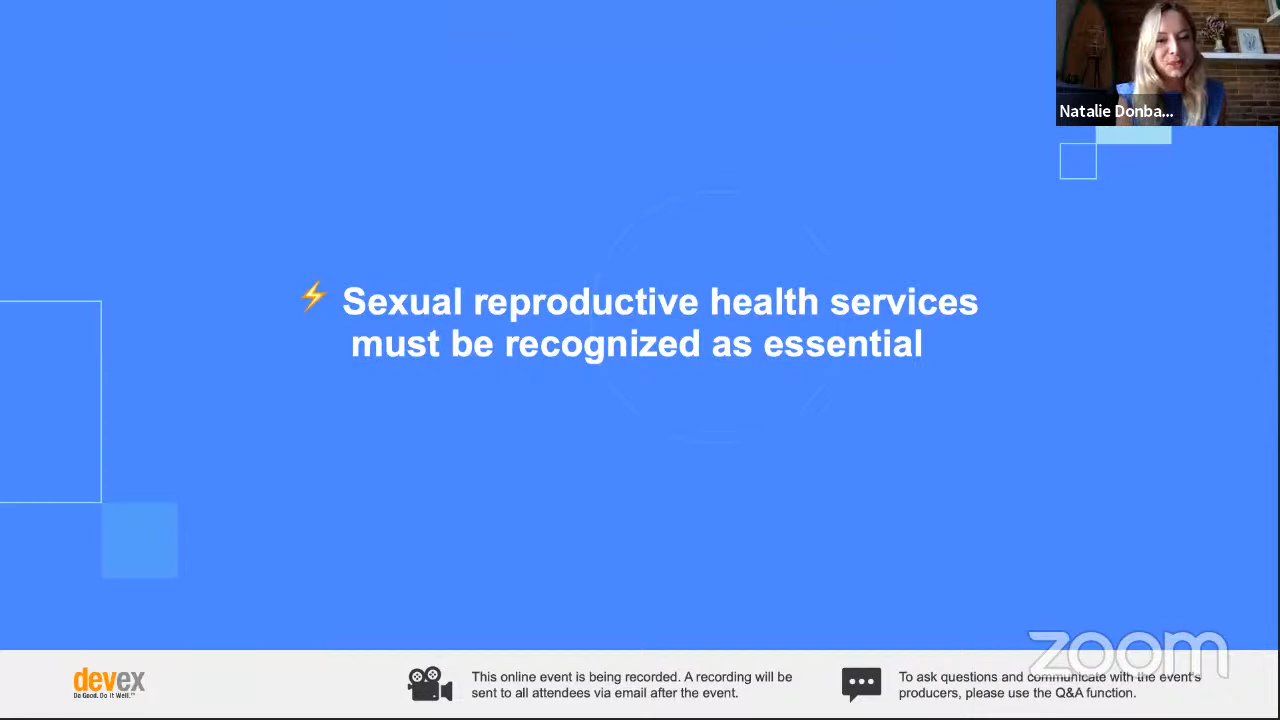 Natalie Donba...
⚡ Sexual reproductive health services
must be recognized as essential
zoom
devex
Do Good. Do It Well.™
This online event is being recorded. A recording will be
sent to all attendees via email after the event.
To ask questions and communicate with the event's
producers, please use the Q&A function.